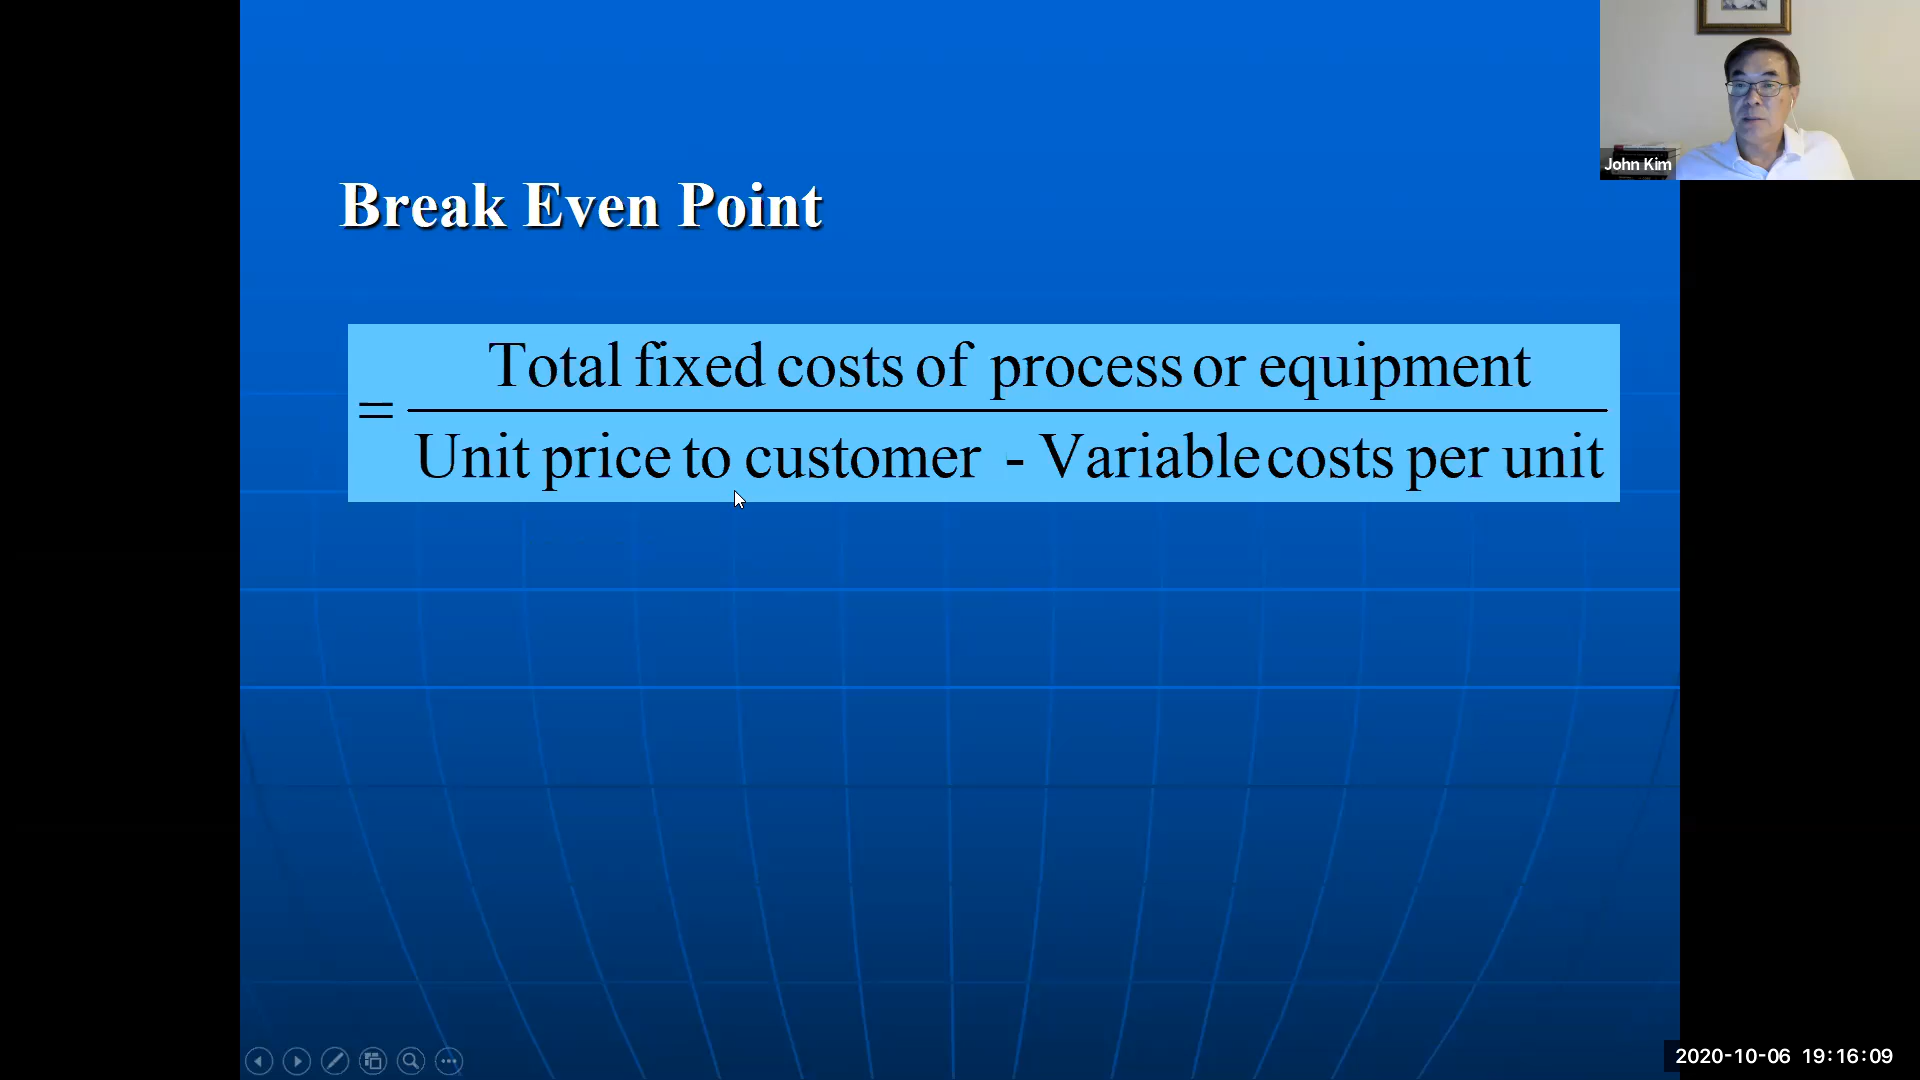 John Kim
Break Even Point
Total fixed costs of process or equipment
=
Unit price to customer - Variable costs per unit
2020-10-06 19:16:09